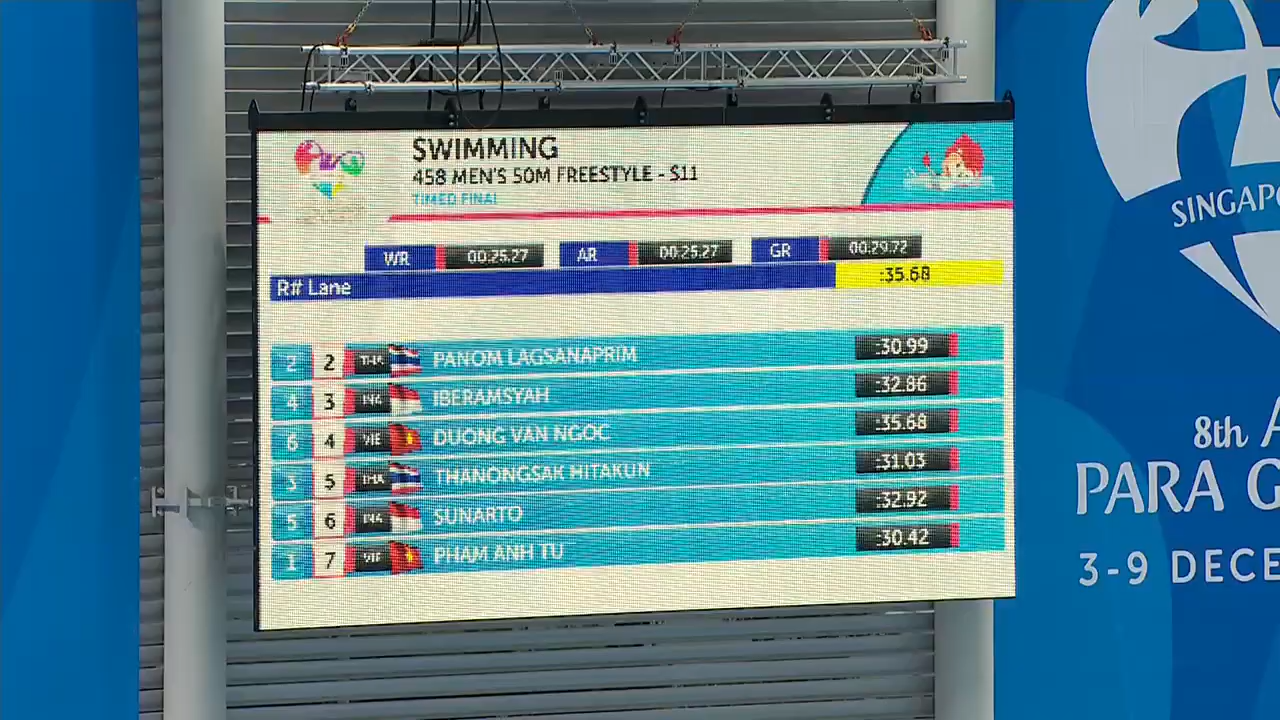 SWIMMING
458 MEN'S 50M FREESTYLE - S11
TIMED FINAL
WR 00:25.27 AR 00:25.27 GR 00:29.72
R# Lane :35.68
2 2 THA PANOM LAGSANAPRIM :30.99
4 3 INA IBERAMSYAH :32.86
6 4 VIE DUONG VAN NGOC :35.68
3 5 THA THANONGSAK HITAKUN :31.03
5 6 INA SUNARTO :32.92
1 7 VIE PHAM ANH TU :30.42
SINGAPO
8th A
PARA G
3-9 DECE